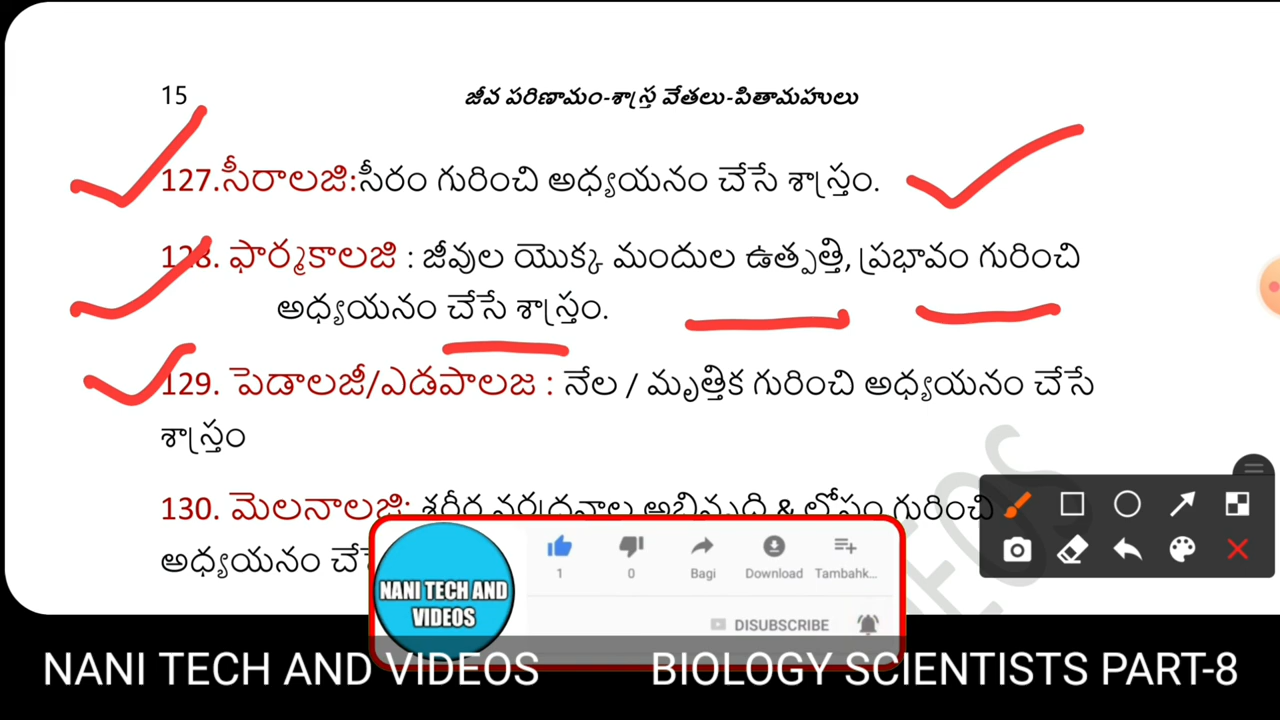 15 జీవ పరిణామం-శాస్త్ర వేతలు-పితామహులు
127.సీరాలజి:సీరం గురించి అధ్యయనం చేసే శాస్త్రం.
128. ఫార్మకాలజి : జీవుల యొక్క మందుల ఉత్పత్తి, ప్రభావం గురించి
అధ్యయనం చేసే శాస్త్రం.
129. పెడాలజీ/ఎడపాలజ : నేల / మృత్తిక గురించి అధ్యయనం చేసే
శాస్త్రం
130. మెలనాలజి: శరీర గురించి
అధ్యయనం
NANI TECH AND
VIDEOS
1 0 Bagi Download Tambahk...
DISUBSCRIBE
NANI TECH AND VIDEOS BIOLOGY SCIENTISTS PART-8